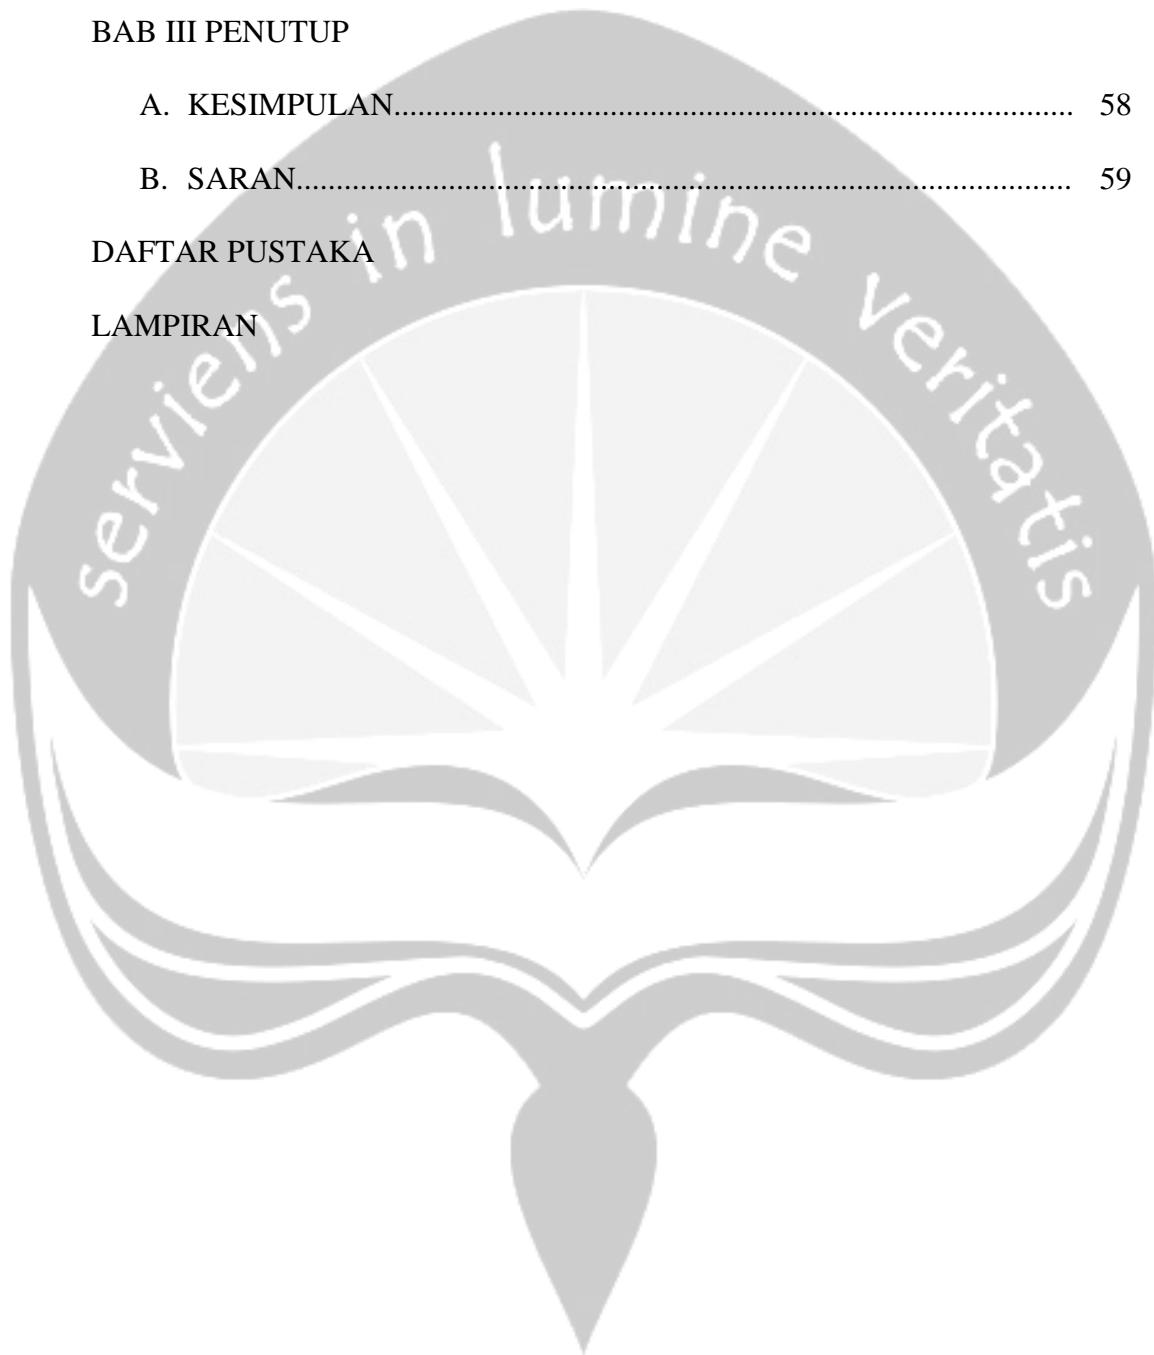 BAB III PENUTUP
A. KESIMPULAN.................................................................................... 58
B. SARAN................................................................................................ 59
DAFTAR PUSTAKA
LAMPIRAN
serviens in lumine veritatis